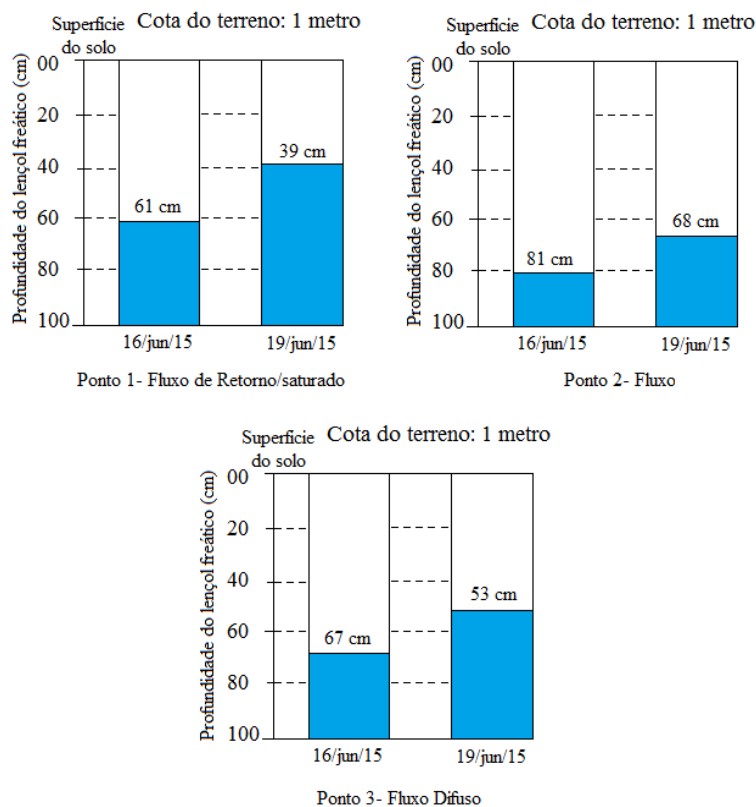 Superfície
do solo
Cota do terreno: 1 metro
Profundidade do lençol freático (cm)
00
20
40
60
80
100
61 cm
39 cm
16/jun/15
19/jun/15
Ponto 1- Fluxo de Retorno/saturado
Superfície
do solo
Cota do terreno: 1 metro
Profundidade do lençol freático (cm)
00
20
40
60
80
100
81 cm
68 cm
16/jun/15
19/jun/15
Ponto 2- Fluxo
Superfície
do solo
Cota do terreno: 1 metro
Profundidade do lençol freático (cm)
00
20
40
60
80
100
67 cm
53 cm
16/jun/15
19/jun/15
Ponto 3- Fluxo Difuso